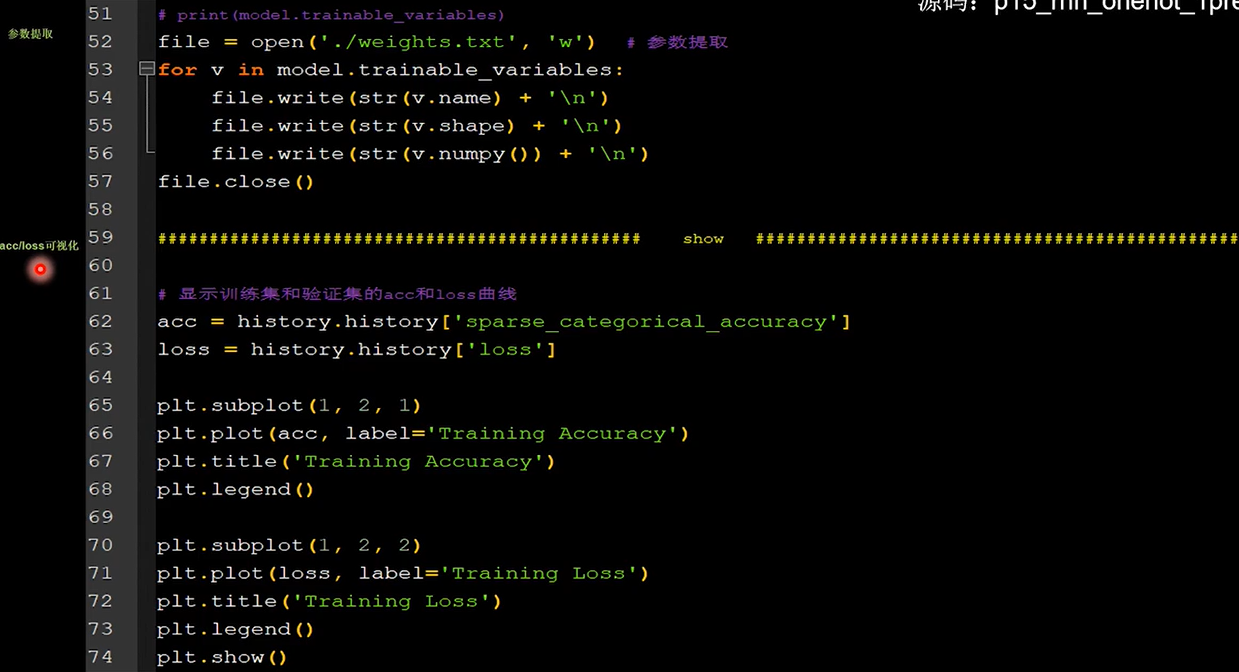 源码：p15_rnn_onehot_1pre
51 # print(model.trainable_variables)
参数提取
52 file = open('./weights.txt', 'w')  # 参数提取
53 for v in model.trainable_variables:
54     file.write(str(v.name) + '\n')
55     file.write(str(v.shape) + '\n')
56     file.write(str(v.numpy()) + '\n')
57 file.close()
58
acc/loss可视化
59 ############################################### show ###############################################
60
61 # 显示训练集和验证集的acc和loss曲线
62 acc = history.history['sparse_categorical_accuracy']
63 loss = history.history['loss']
64
65 plt.subplot(1, 2, 1)
66 plt.plot(acc, label='Training Accuracy')
67 plt.title('Training Accuracy')
68 plt.legend()
69
70 plt.subplot(1, 2, 2)
71 plt.plot(loss, label='Training Loss')
72 plt.title('Training Loss')
73 plt.legend()
74 plt.show()